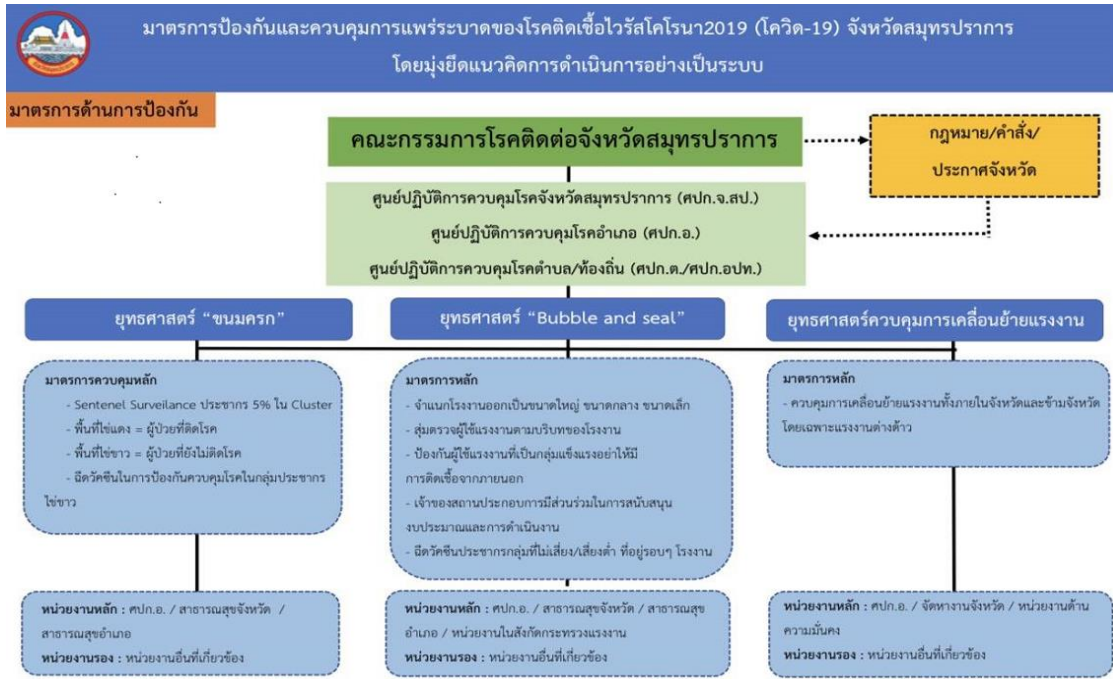 มาตรการป้องกันและควบคุมการแพร่ระบาดของโรคติดเชื้อไวรัสโคโรนา2019 (โควิด-19) จังหวัดสมุทรปราการ
โดยมุ่งยึดแนวคิดการดำเนินการอย่างเป็นระบบ
มาตรการด้านการป้องกัน
คณะกรรมการโรคติดต่อจังหวัดสมุทรปราการ
กฎหมาย/คำสั่ง/
ประกาศจังหวัด
ศูนย์ปฏิบัติการควบคุมโรคจังหวัดสมุทรปราการ (ศปก.จ.สป.)
ศูนย์ปฏิบัติการควบคุมโรคอำเภอ (ศปก.อ.)
ศูนย์ปฏิบัติการควบคุมโรคตำบล/ท้องถิ่น (ศปก.ต./ศปก.อปท.)
ยุทธศาสตร์ “ขนมครก”
มาตรการควบคุมหลัก
- Sentenel Surveilance ประชากร 5% ใน Cluster
- พื้นที่ไข่แดง = ผู้ป่วยที่ติดโรค
- พื้นที่ไข่ขาว = ผู้ป่วยที่ยังไม่ติดโรค
- ฉีดวัคซีนในการป้องกันควบคุมโรคในกลุ่มประชากร
ไข่ขาว
หน่วยงานหลัก : ศปก.อ. / สาธารณสุขจังหวัด /
สาธารณสุขอำเภอ
หน่วยงานรอง : หน่วยงานอื่นที่เกี่ยวข้อง
ยุทธศาสตร์ “Bubble and seal”
มาตรการหลัก
- จำแนกโรงงานออกเป็นขนาดใหญ่ ขนาดกลาง ขนาดเล็ก
- สุ่มตรวจผู้ใช้แรงงานตามบริบทของโรงงาน
- ป้องกันผู้ใช้แรงงานที่เป็นกลุ่มแข็งแรงอย่าให้มี
การติดเชื้อจากภายนอก
- เจ้าของสถานประกอบการมีส่วนร่วมในการสนับสนุน
งบประมาณและการดำเนินงาน
- ฉีดวัคซีนประชากรกลุ่มที่ไม่เสี่ยง/เสี่ยงต่ำ ที่อยู่รอบๆ โรงงาน
หน่วยงานหลัก : ศปก.อ. / สาธารณสุขจังหวัด / สาธารณสุข
อำเภอ / หน่วยงานในสังกัดกระทรวงแรงงาน
หน่วยงานรอง : หน่วยงานอื่นที่เกี่ยวข้อง
ยุทธศาสตร์ควบคุมการเคลื่อนย้ายแรงงาน
มาตรการหลัก
- ควบคุมการเคลื่อนย้ายแรงงานทั้งภายในจังหวัดและข้ามจังหวัด
โดยเฉพาะแรงงานต่างด้าว
หน่วยงานหลัก : ศปก.อ. / จัดหางานจังหวัด / หน่วยงานด้าน
ความมั่นคง
หน่วยงานรอง : หน่วยงานอื่นที่เกี่ยวข้อง